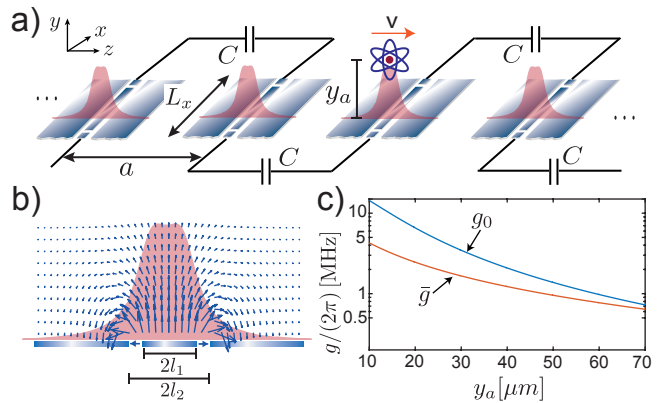 a)
y
x
z
C
v
...
L_x
C
y_a
C
...
a
C
b)
2l_1
2l_2
c)
g/(2π) [MHz]
10
5
1
0.5
g_0
ḡ
10 20 30 40 50 60 70
y_a [μm]